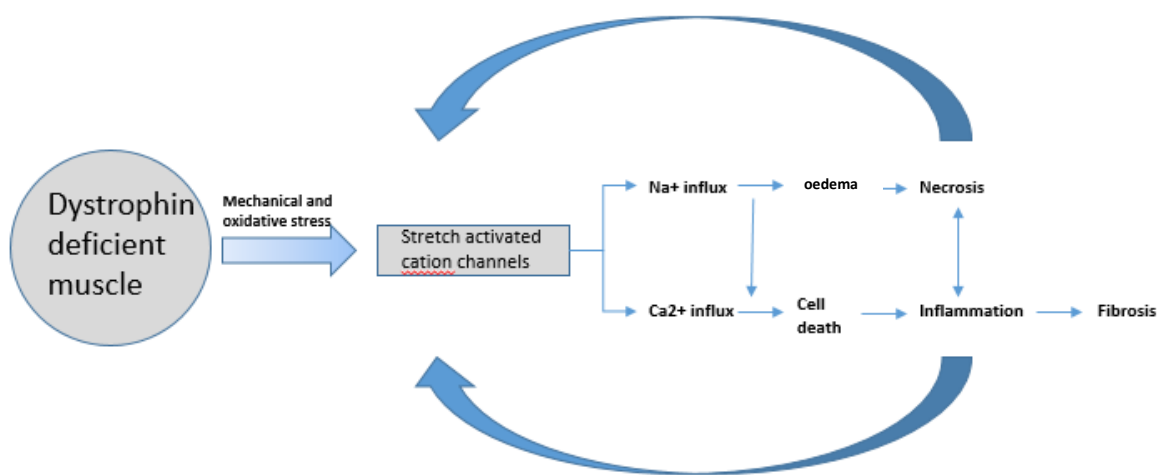 Dystrophin
deficient
muscle
Mechanical and
oxidative stress
Stretch activated
cation channels
Na+ influx
oedema
Necrosis
Ca2+ influx
Cell
death
Inflammation
Fibrosis